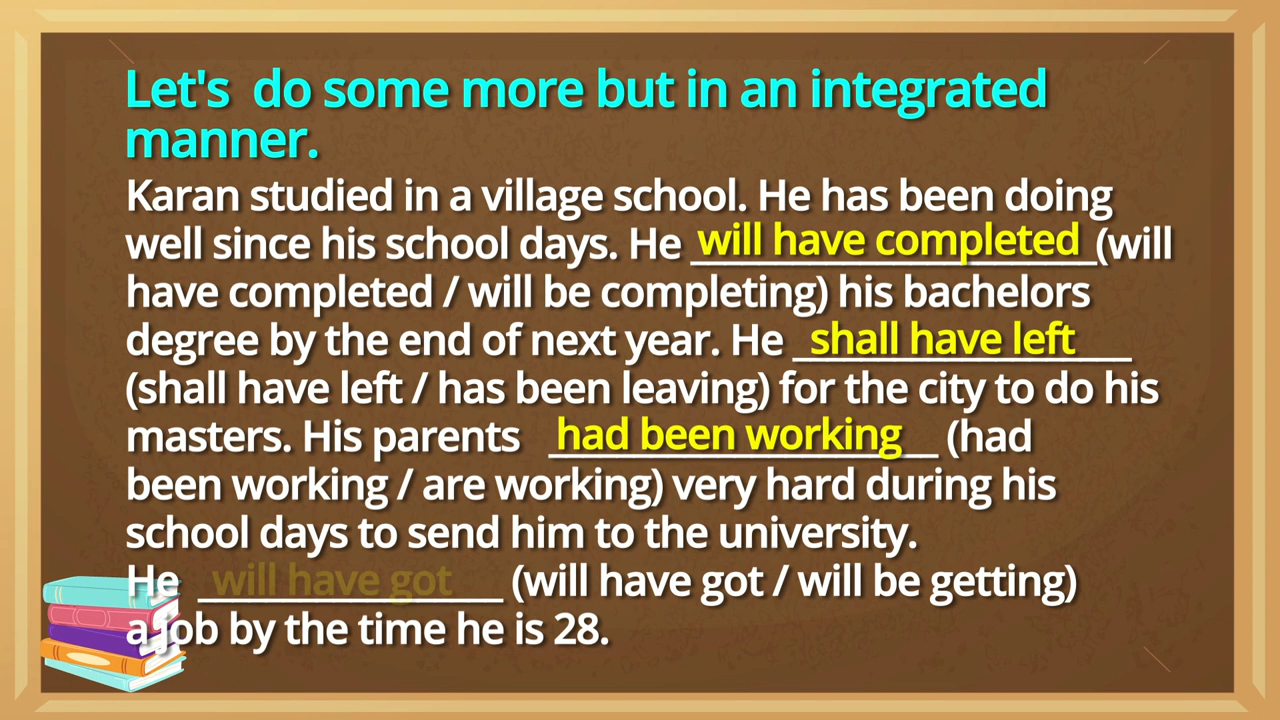 Let's do some more but in an integrated
manner.
Karan studied in a village school. He has been doing
well since his school days. He will have completed (will
have completed / will be completing) his bachelors
degree by the end of next year. He shall have left
(shall have left / has been leaving) for the city to do his
masters. His parents had been working (had
been working / are working) very hard during his
school days to send him to the university.
He will have got (will have got / will be getting)
a job by the time he is 28.